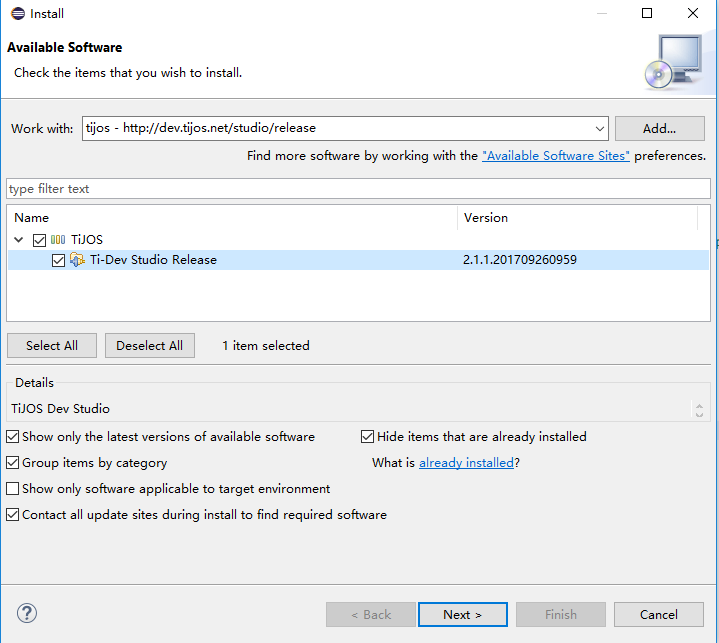 Install
Available Software
Check the items that you wish to install.
Work with: tijos - http://dev.tijos.net/studio/release Add...
Find more software by working with the "Available Software Sites" preferences.
type filter text
Name Version
TiJOS
Ti-Dev Studio Release 2.1.1.201709260959
Select All Deselect All 1 item selected
Details
TiJOS Dev Studio
Show only the latest versions of available software Hide items that are already installed
Group items by category What is already installed?
Show only software applicable to target environment
Contact all update sites during install to find required software
? < Back Next > Finish Cancel